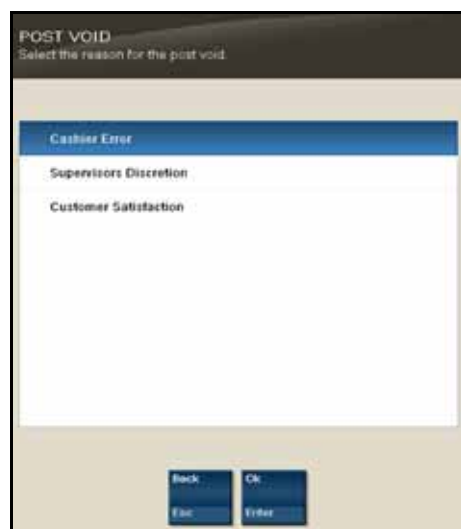 POST VOID
Select the reason for the post void.
Cashier Error
Supervisors Discretion
Customer Satisfaction
Back
Ok
Esc
Enter